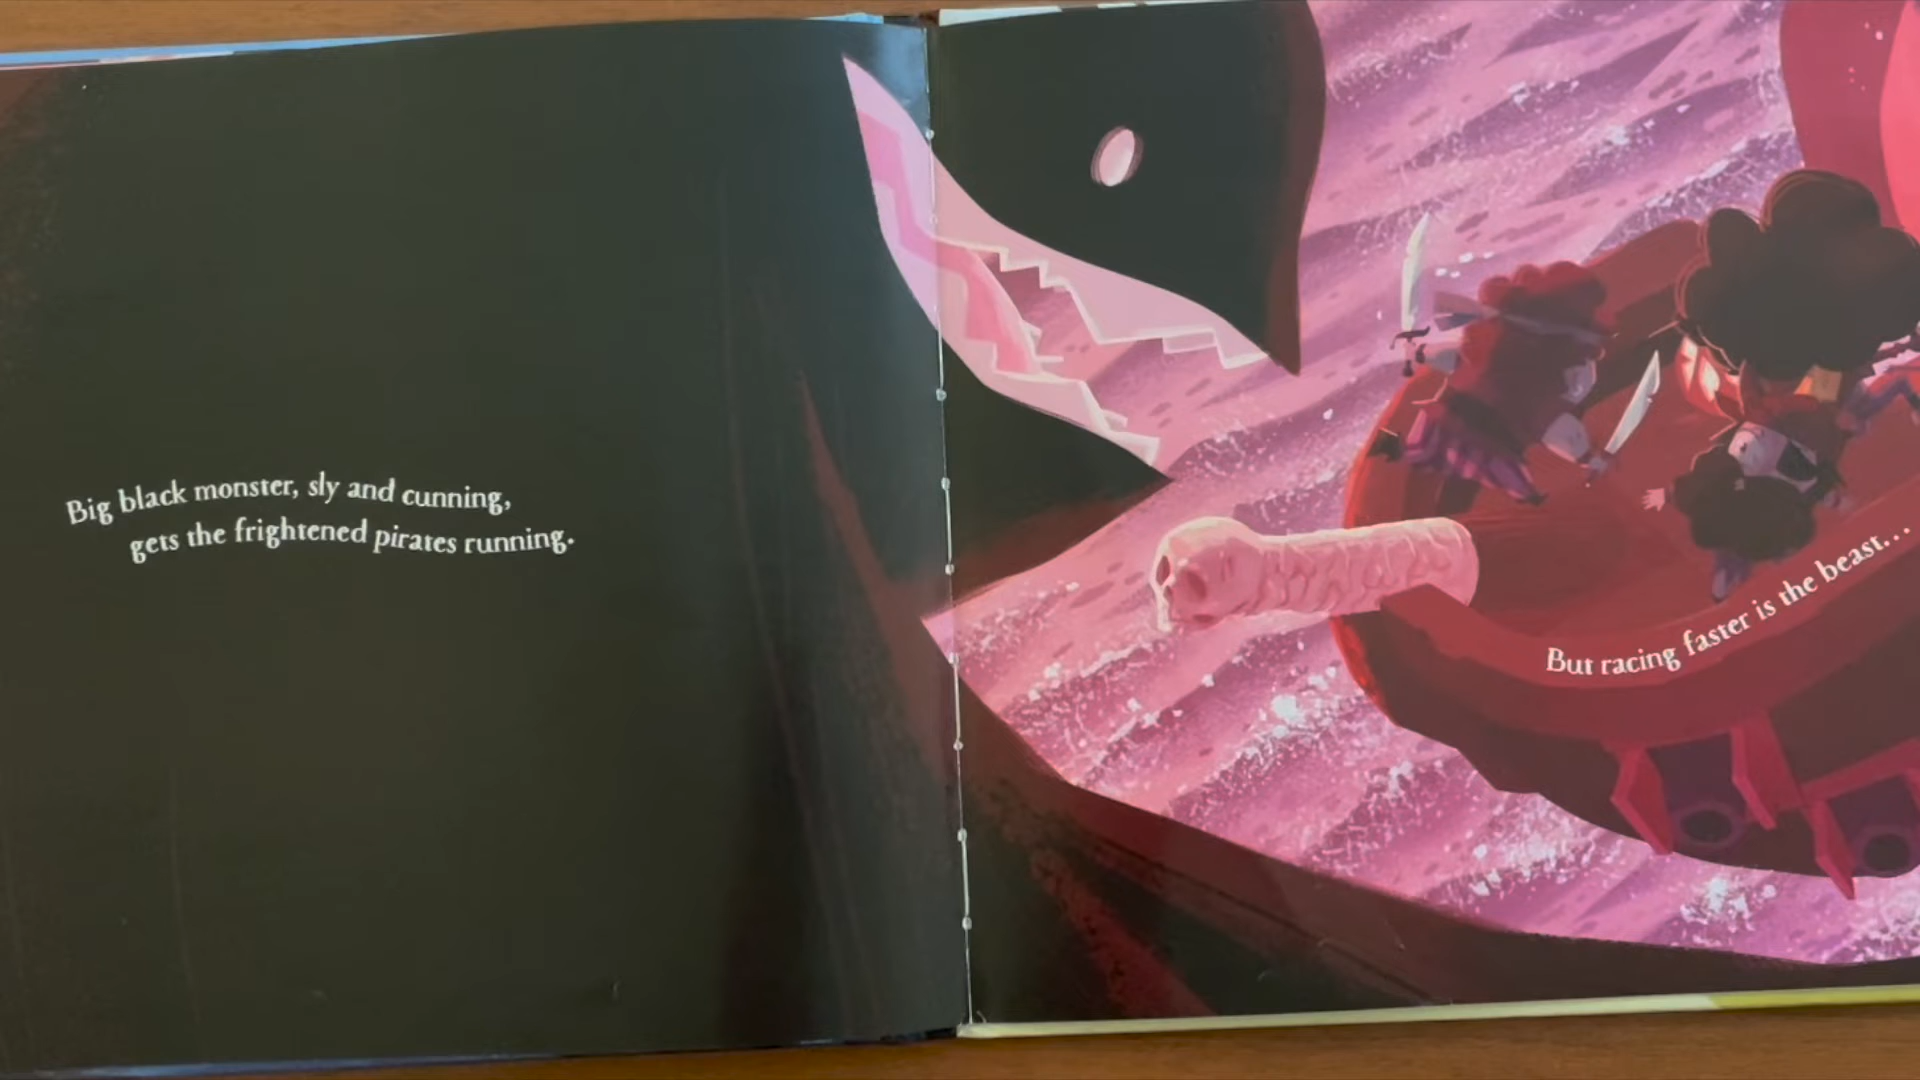 Big black monster, sly and cunning,
gets the frightened pirates running.
But racing faster is the beast...